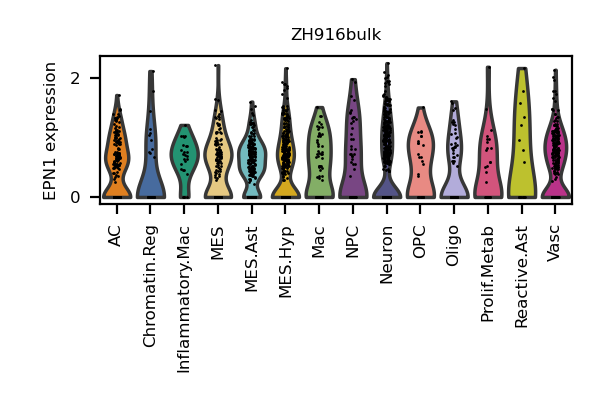 ZH916bulk
EPN1 expression
2
0
AC
Chromatin.Reg
Inflammatory.Mac
MES
MES.Ast
MES.Hyp
Mac
NPC
Neuron
OPC
Oligo
Prolif.Metab
Reactive.Ast
Vasc